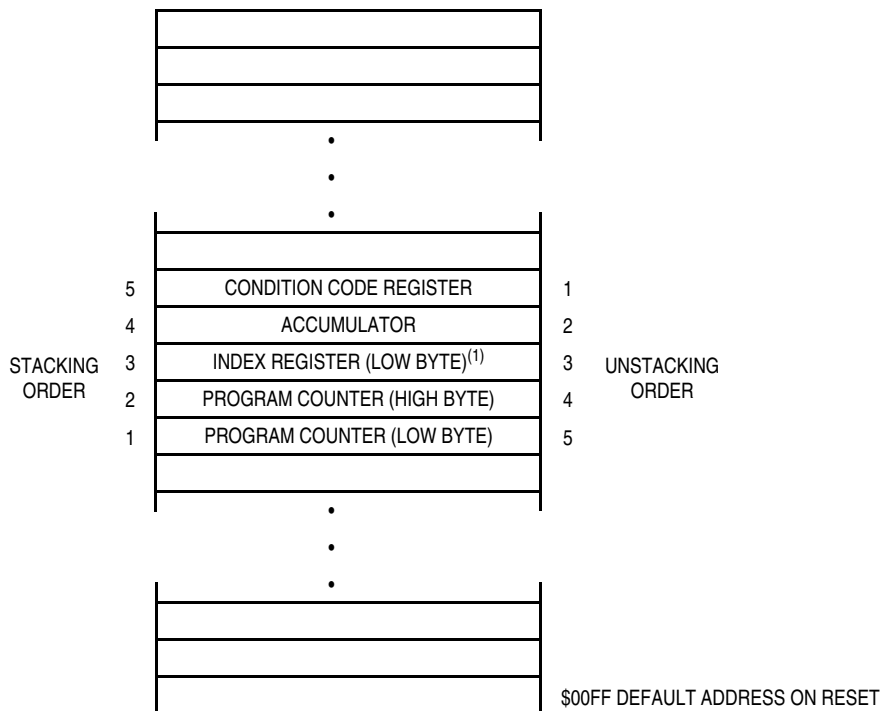 5 CONDITION CODE REGISTER 1
4 ACCUMULATOR 2
STACKING ORDER 3 INDEX REGISTER (LOW BYTE)(1) 3 UNSTACKING ORDER
2 PROGRAM COUNTER (HIGH BYTE) 4
1 PROGRAM COUNTER (LOW BYTE) 5
$00FF DEFAULT ADDRESS ON RESET